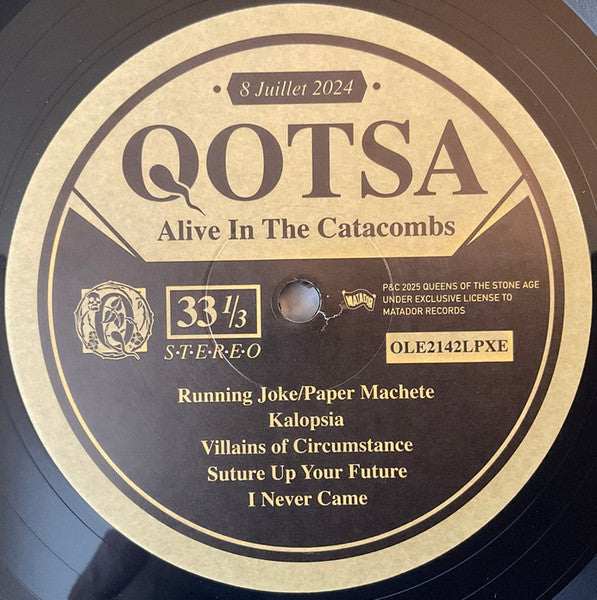 8 Juillet 2024
QOTSA
Alive In The Catacombs
Q
33 1/3
S·T·E·R·E·O
MATADOR
P&C 2025 QUEENS OF THE STONE AGE
UNDER EXCLUSIVE LICENSE TO
MATADOR RECORDS
OLE2142LPXE
Running Joke/Paper Machete
Kalopsia
Villains of Circumstance
Suture Up Your Future
I Never Came